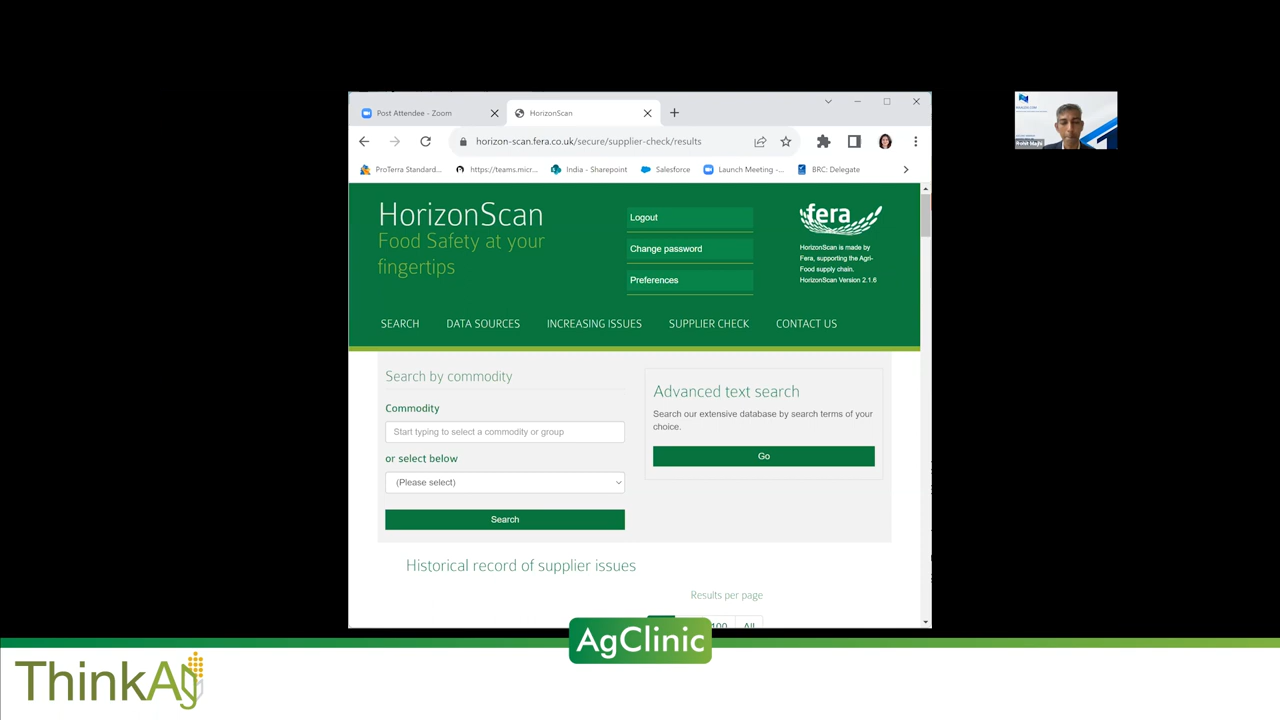 Post Attendee - Zoom
HorizonScan
horizon-scan.fera.co.uk/secure/supplier-check/results
ProTerra Standard...
https://teams.micr...
India - Sharepoint
Salesforce
Launch Meeting -...
BRC: Delegate
HorizonScan
Food Safety at your
fingertips
Logout
Change password
Preferences
fera
HorizonScan is made by
Fera, supporting the Agri-
Food supply chain.
HorizonScan Version 2.1.6
SEARCH
DATA SOURCES
INCREASING ISSUES
SUPPLIER CHECK
CONTACT US
Search by commodity
Commodity
Start typing to select a commodity or group
or select below
(Please select)
Search
Advanced text search
Search our extensive database by search terms of your
choice.
Go
Historical record of supplier issues
Results per page
100
All
AgClinic
ThinkAg